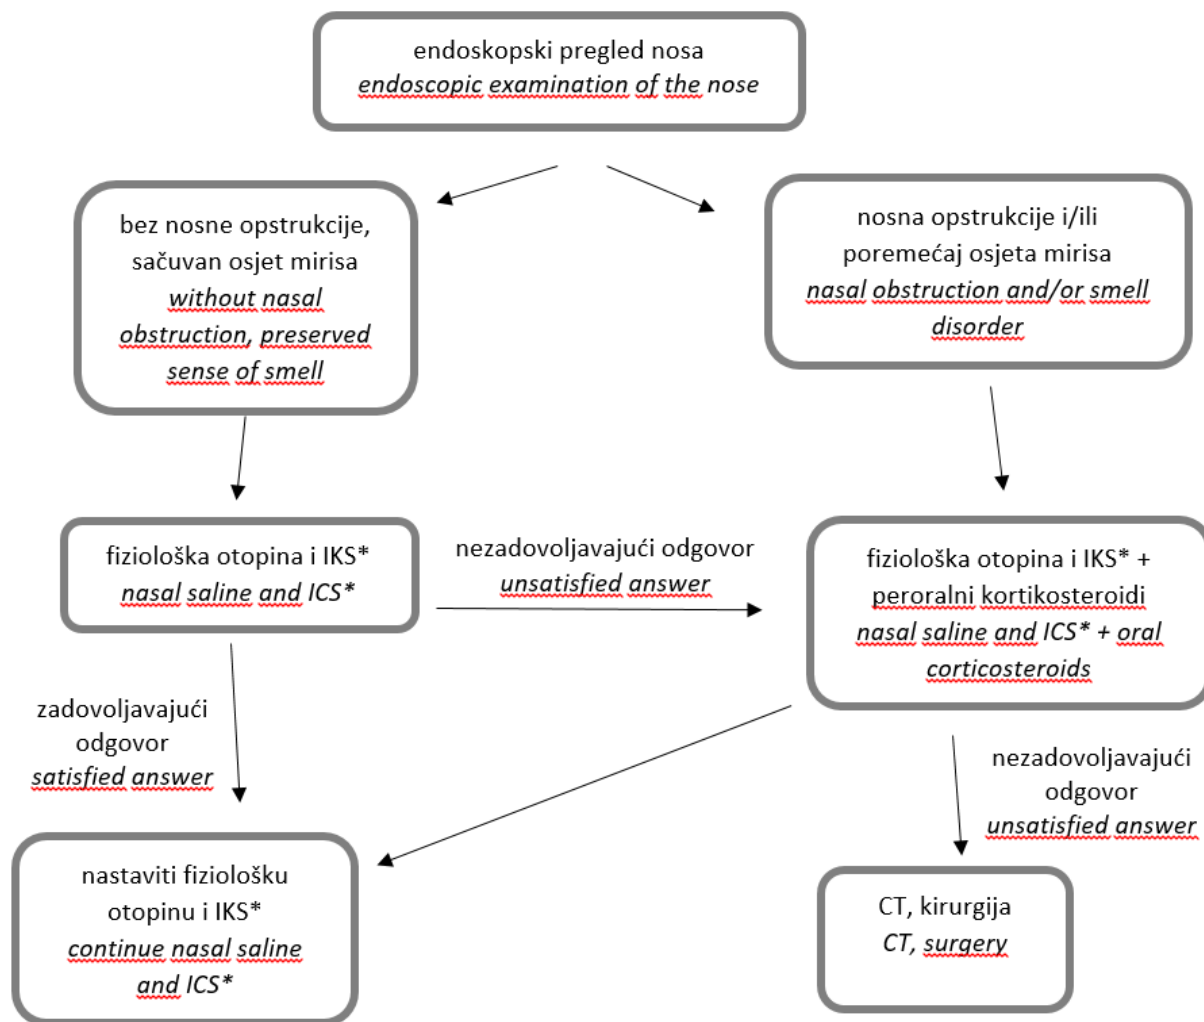 endoskopski pregled nosa
endoscopic examination of the nose
bez nosne opstrukcije,
sačuvan osjet mirisa
without nasal
obstruction, preserved
sense of smell
nosna opstrukcije i/ili
poremećaj osjeta mirisa
nasal obstruction and/or smell
disorder
fiziološka otopina i IKS*
nasal saline and ICS*
nezadovoljavajući odgovor
unsatisfied answer
fiziološka otopina i IKS* +
peroralni kortikosteroidi
nasal saline and ICS* + oral
corticosteroids
zadovoljavajući
odgovor
satisfied answer
nezadovoljavajući
odgovor
unsatisfied answer
nastaviti fiziološku
otopinu i IKS*
continue nasal saline
and ICS*
CT, kirurgija
CT, surgery